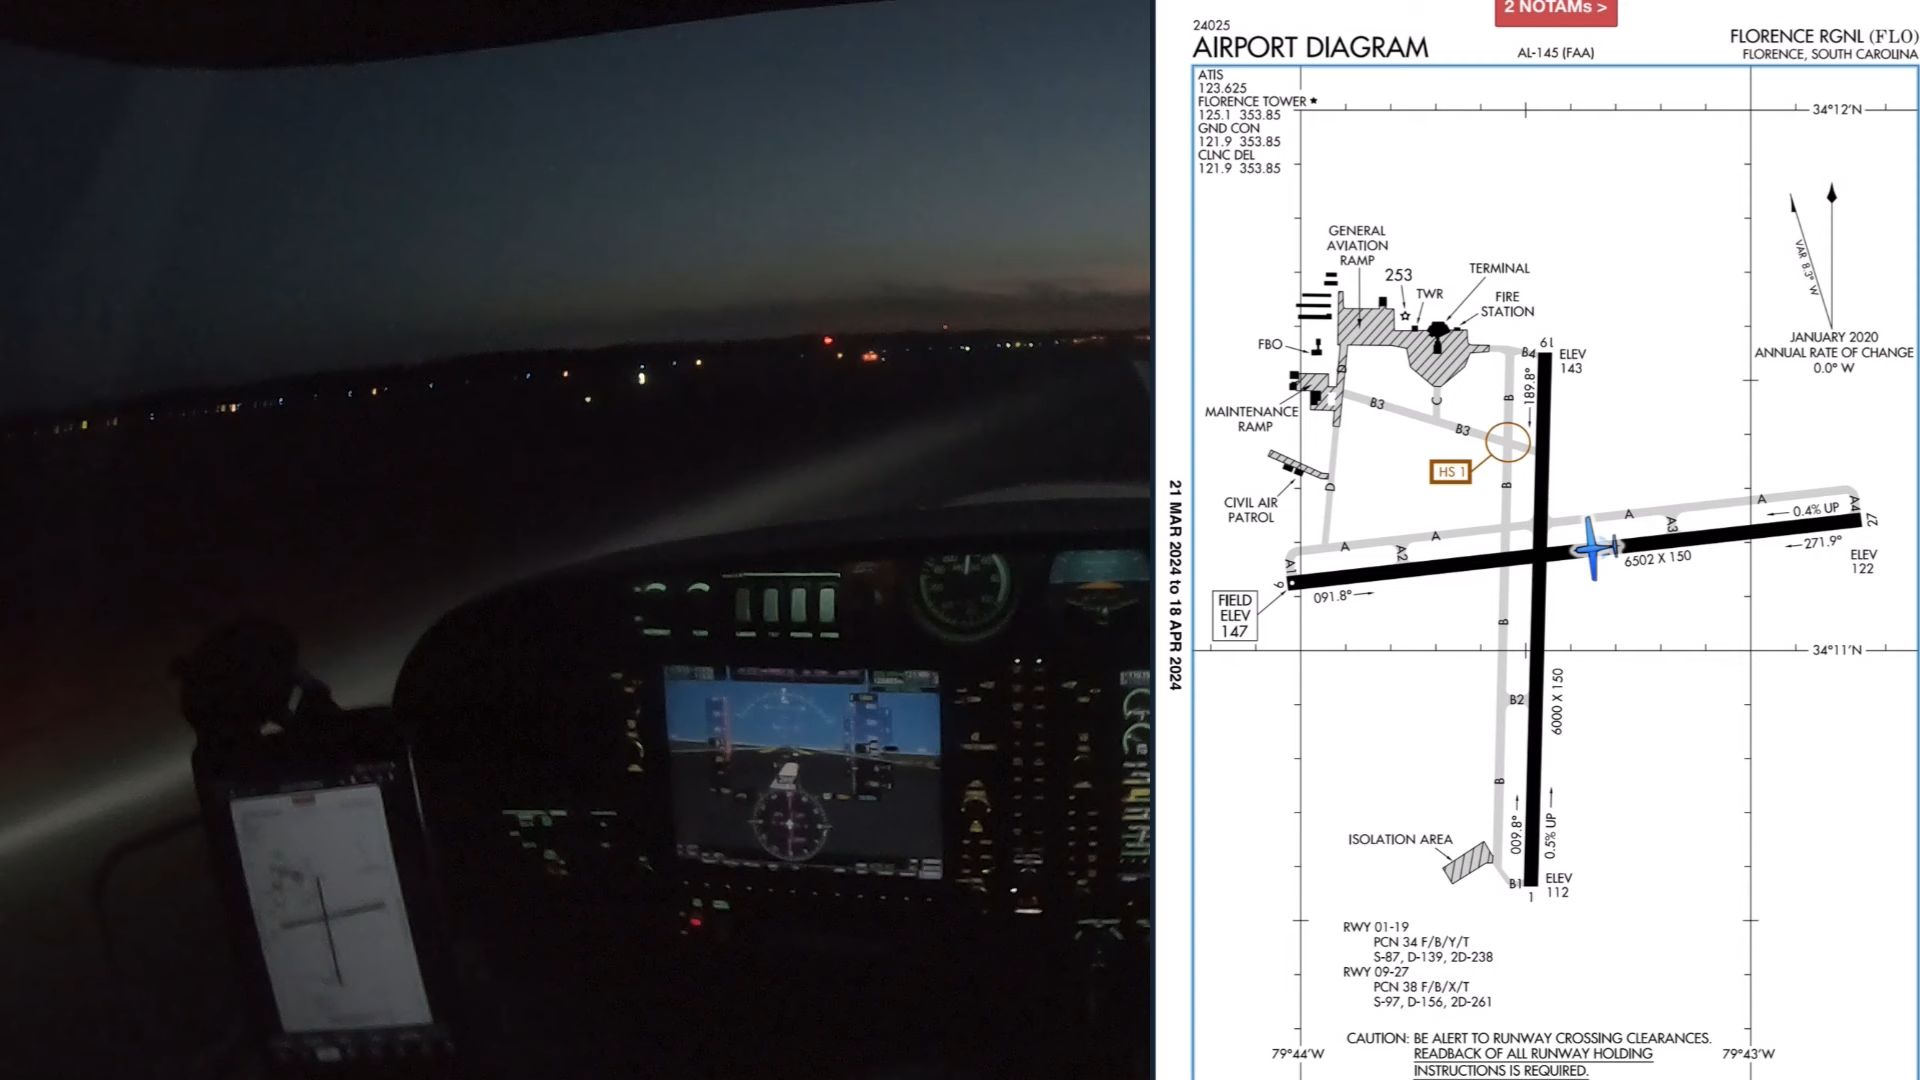 2 NOTAMs >
24025
AIRPORT DIAGRAM
AL-145 (FAA)
FLORENCE RGNL (FLO)
FLORENCE, SOUTH CAROLINA
ATIS
123.625
FLORENCE TOWER ★
125.1 353.85
GND CON
121.9 353.85
CLNC DEL
121.9 353.85
34°12'N
VAR 8.3° W
JANUARY 2020
ANNUAL RATE OF CHANGE
0.0° W
GENERAL
AVIATION
RAMP
253
TWR
TERMINAL
FIRE
STATION
FBO
MAINTENANCE
RAMP
CIVIL AIR
PATROL
D
D
C
B3
B3
B4
19
ELEV
143
189.8°
B
HS 1
B
A
A4
27
0.4% UP
271.9°
ELEV
122
A
A3
A
A2
A
A1
9
091.8°
6502 X 150
FIELD
ELEV
147
B
34°11'N
B2
6000 X 150
B
009.8°
0.5% UP
ISOLATION AREA
B1
1
ELEV
112
21 MAR 2024 to 18 APR 2024
RWY 01-19
PCN 34 F/B/Y/T
S-87, D-139, 2D-238
RWY 09-27
PCN 38 F/B/X/T
S-97, D-156, 2D-261
CAUTION: BE ALERT TO RUNWAY CROSSING CLEARANCES.
READBACK OF ALL RUNWAY HOLDING
INSTRUCTIONS IS REQUIRED.
79°44'W
79°43'W